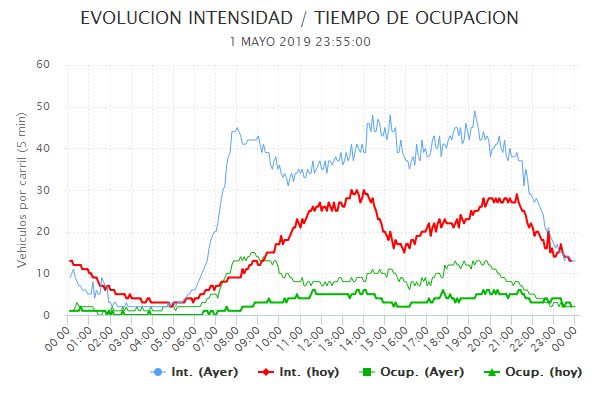 EVOLUCION INTENSIDAD / TIEMPO DE OCUPACION
1 MAYO 2019 23:55:00
Vehiculos por carril (5 min)
60
50
40
30
20
10
0
00:00 01:00 02:00 03:00 04:00 05:00 06:00 07:00 08:00 09:00 10:00 11:00 12:00 13:00 14:00 15:00 16:00 17:00 18:00 19:00 20:00 21:00 22:00 23:00 00:00
Int. (Ayer) Int. (hoy) Ocup. (Ayer) Ocup. (hoy)